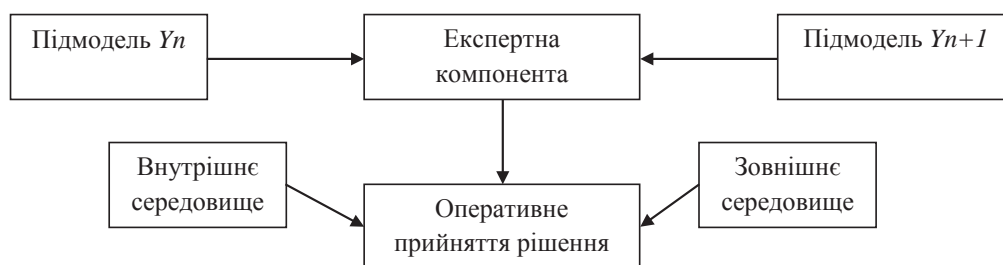 Підмодель Yn
Експертна
компонента
Підмодель Yn+1
Внутрішнє
середовище
Оперативне
прийняття рішення
Зовнішнє
середовище